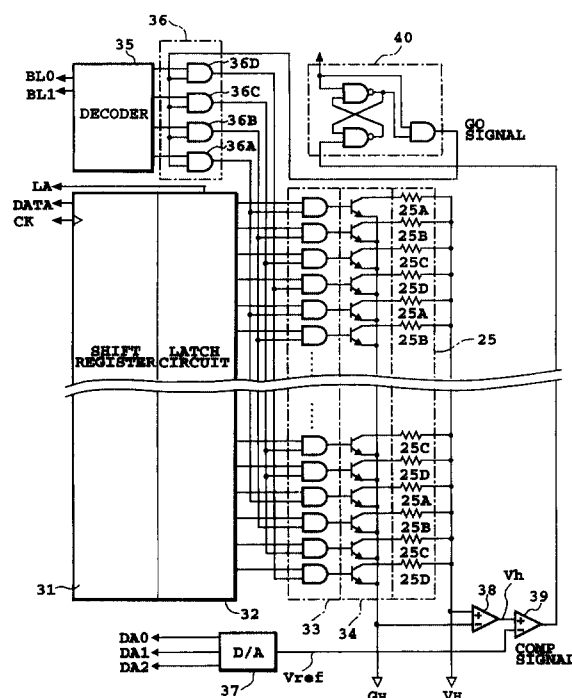 35
36
36D
36C
36B
36A
BL0
BL1
DECODER
40
GO
SIGNAL
LA
DATA
CK
25A
25B
25C
25D
25A
25B
25
SHIFT
REGISTER
LATCH
CIRCUIT
25C
25D
25A
25B
25C
25D
31
32
33
34
38
Vh
39
COMP
SIGNAL
DA0
DA1
DA2
D/A
37
Vref
GH
VH